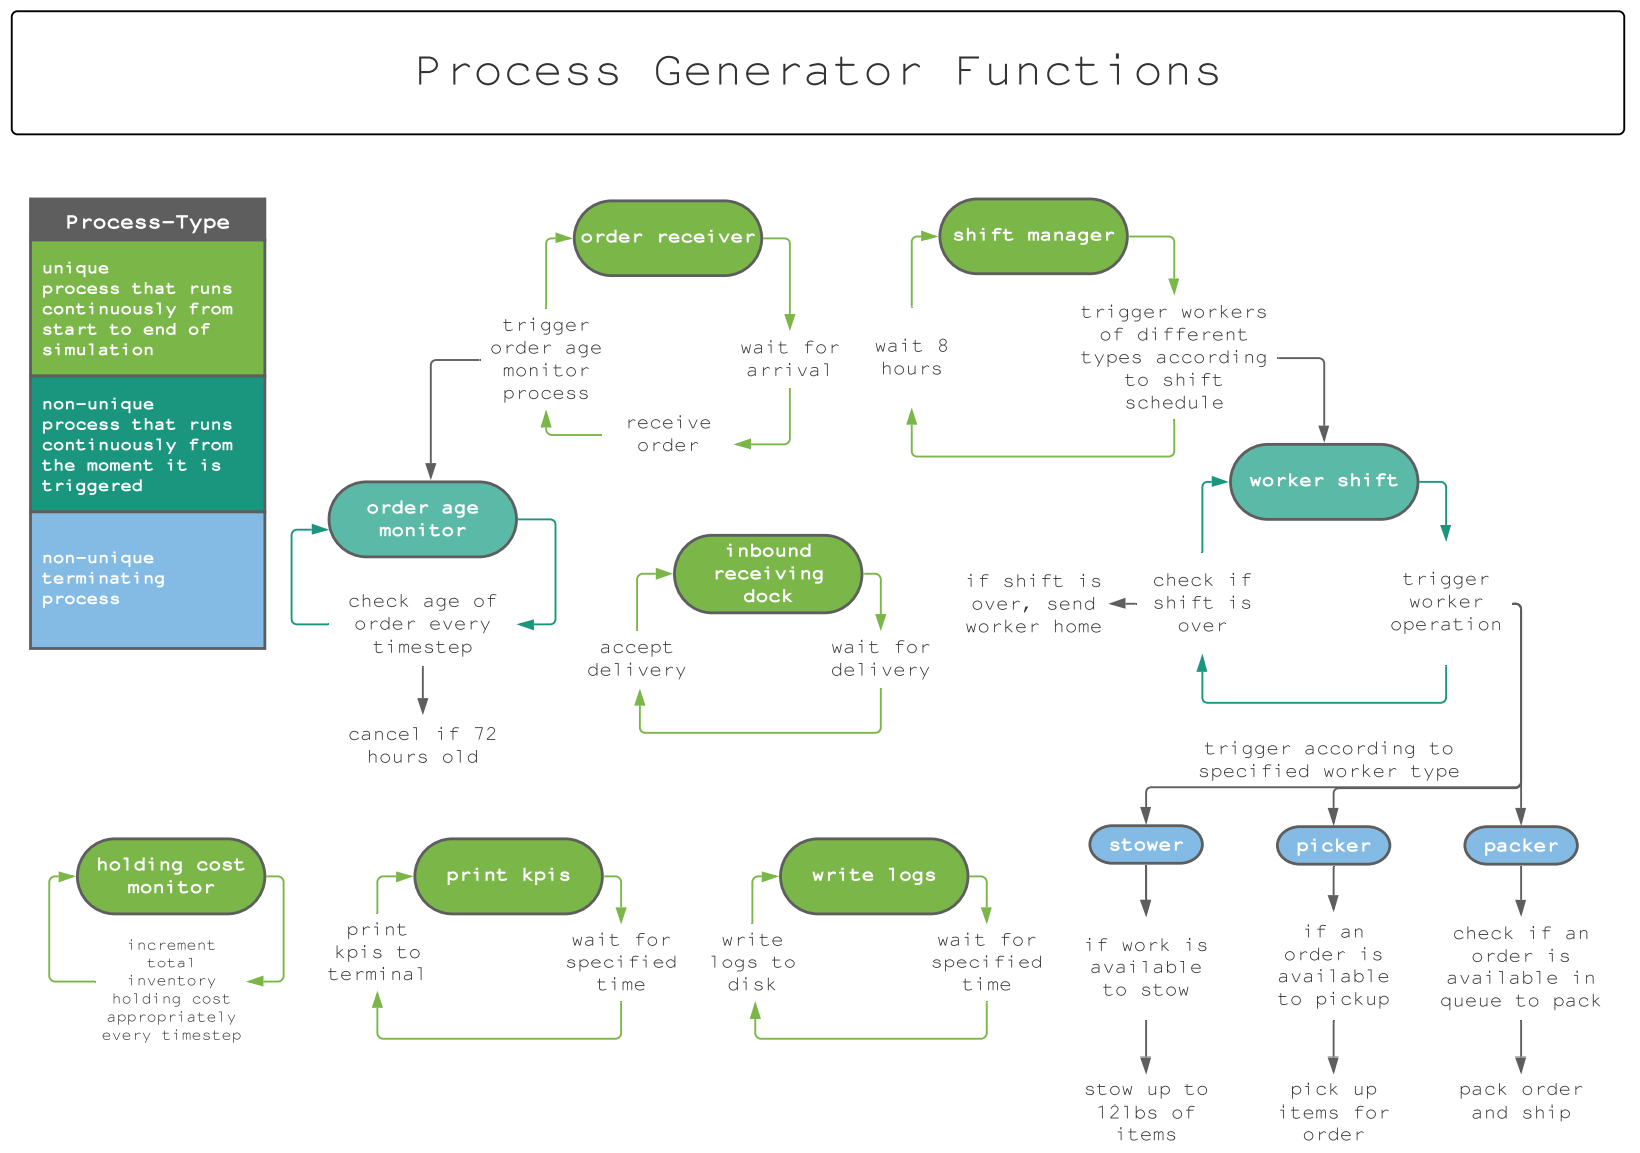 Process Generator Functions
Process-Type
unique
process that runs
continuously from
start to end of
simulation
non-unique
process that runs
continuously from
the moment it is
triggered
non-unique
terminating
process
order receiver
wait for
arrival
receive
order
trigger
order age
monitor
process
shift manager
trigger workers
of different
types according
to shift
schedule
wait 8
hours
order age
monitor
check age of
order every
timestep
cancel if 72
hours old
inbound
receiving
dock
wait for
delivery
accept
delivery
worker shift
trigger
worker
operation
check if
shift is
over
if shift is
over, send
worker home
trigger according to
specified worker type
holding cost
monitor
increment
total
inventory
holding cost
appropriately
every timestep
print kpis
wait for
specified
time
print
kpis to
terminal
write logs
wait for
specified
time
write
logs to
disk
stower
if work is
available
to stow
stow up to
12lbs of
items
picker
if an
order is
available
to pickup
pick up
items for
order
packer
check if an
order is
available in
queue to pack
pack order
and ship